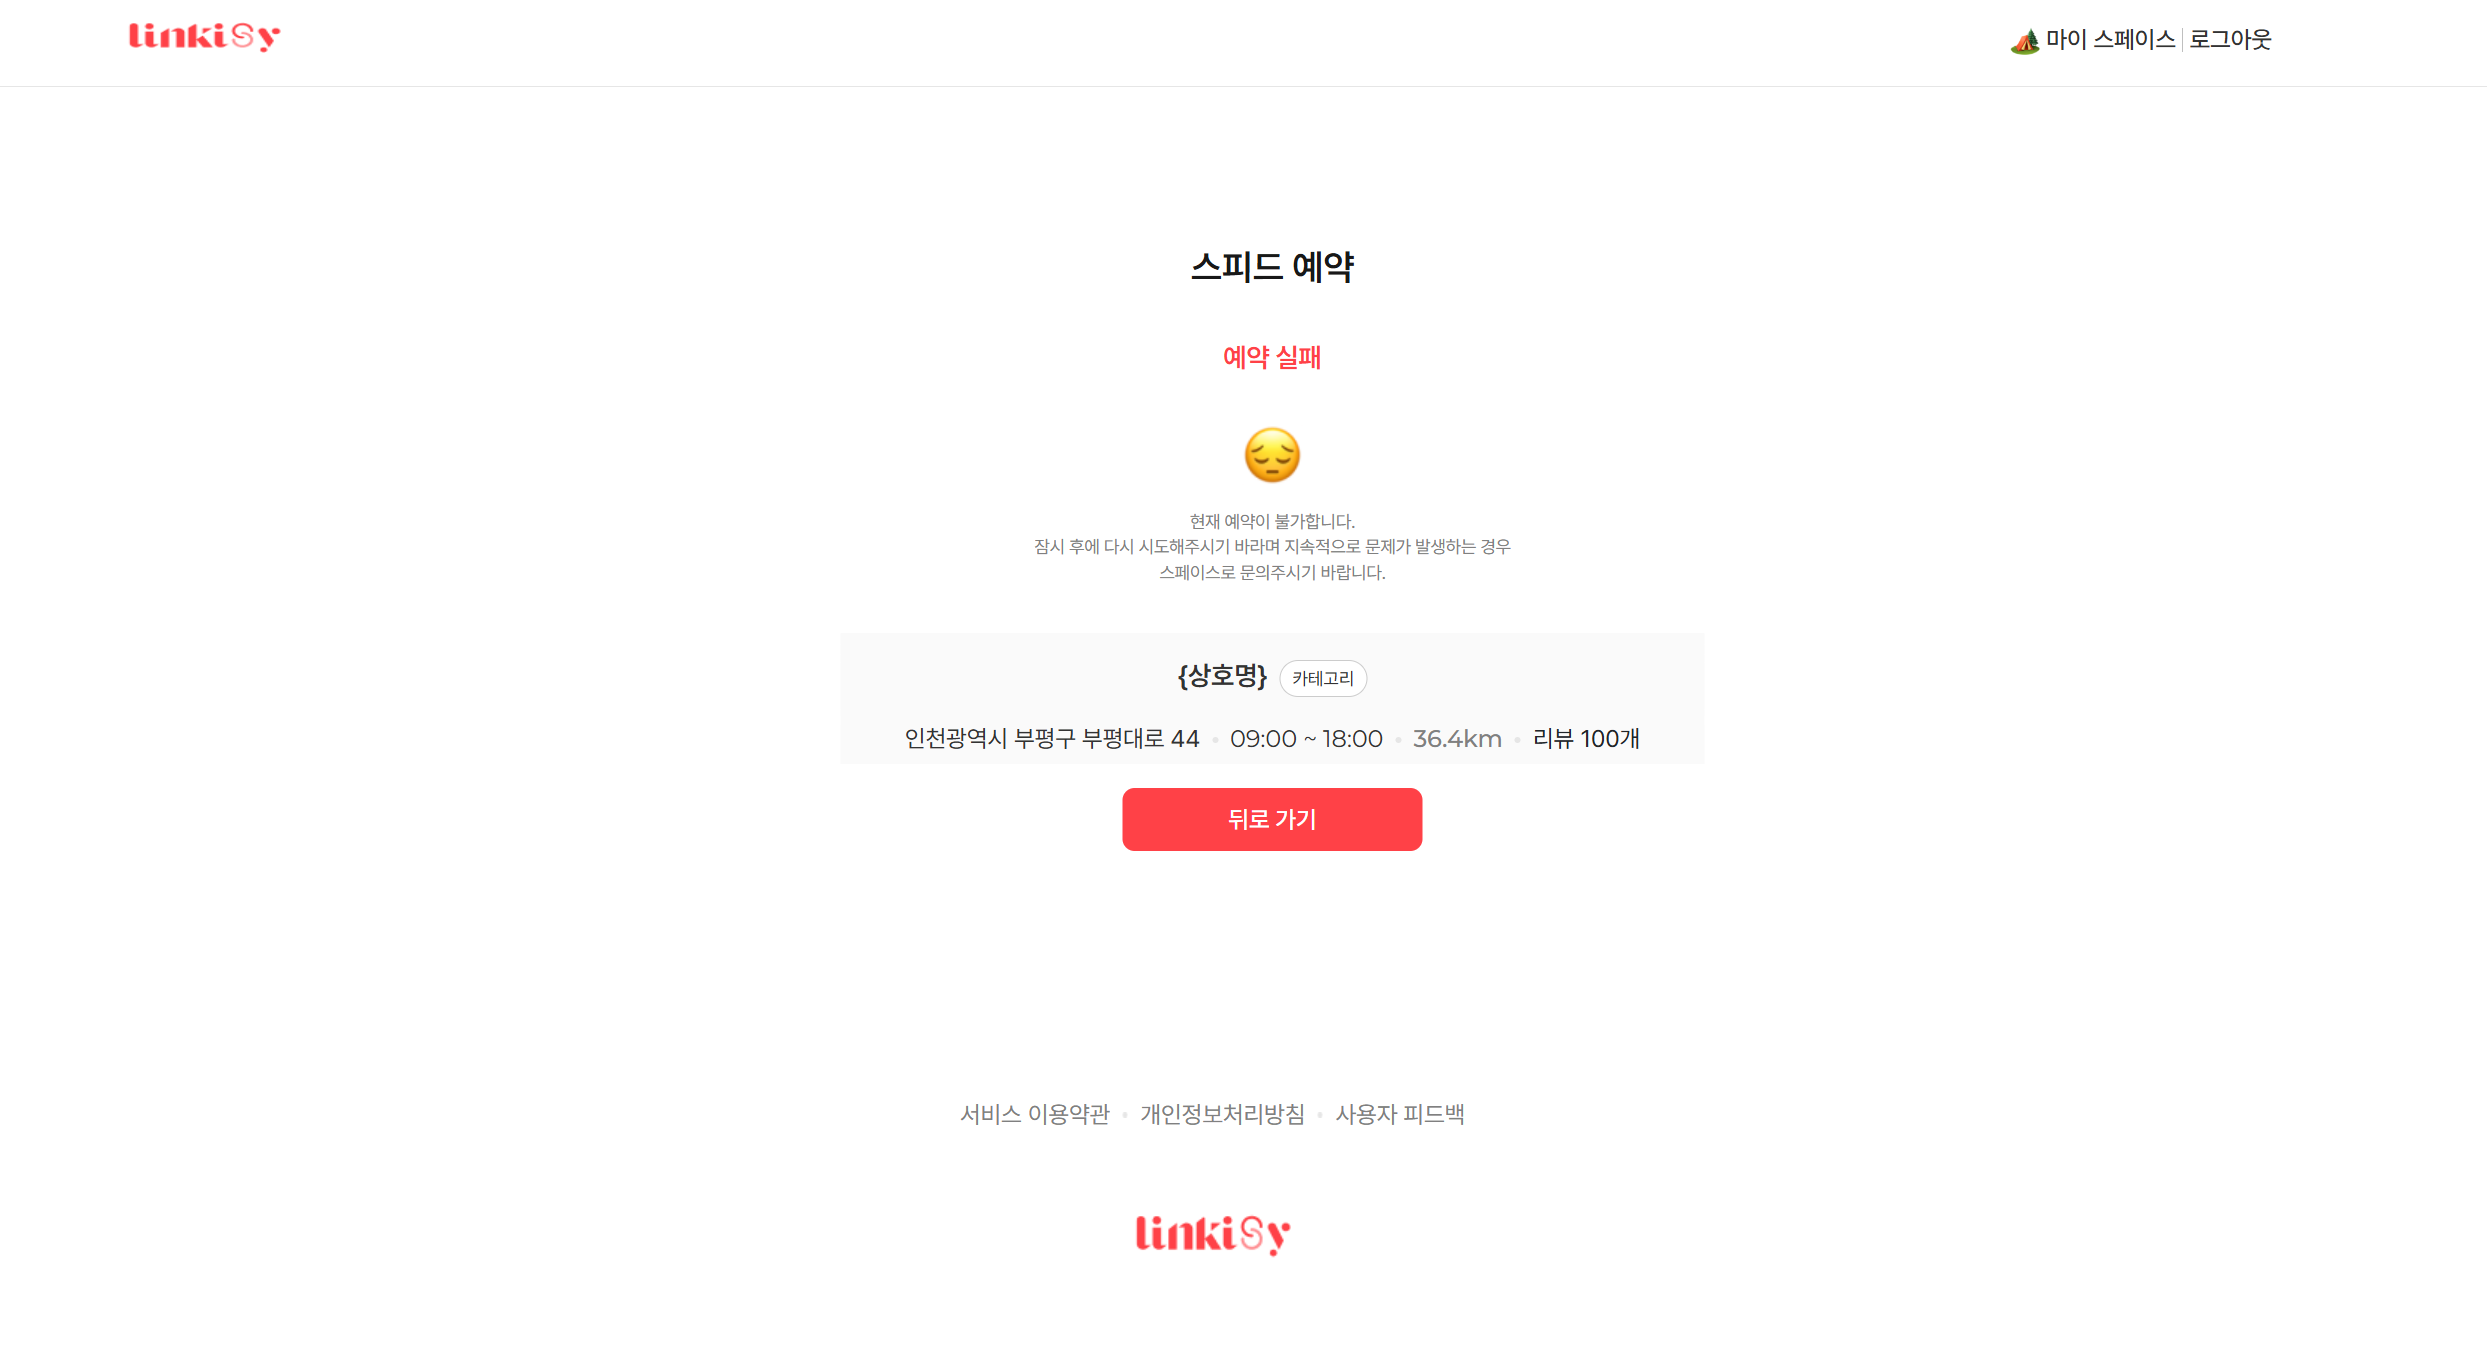 linkisy
마이 스페이스 | 로그아웃
스피드 예약
예약 실패
현재 예약이 불가합니다.
잠시 후에 다시 시도해주시기 바라며 지속적으로 문제가 발생하는 경우
스페이스로 문의주시기 바랍니다.
{상호명} 카테고리
인천광역시 부평구 부평대로 44 • 09:00 ~ 18:00 • 36.4km • 리뷰 100개
뒤로 가기
서비스 이용약관 • 개인정보처리방침 • 사용자 피드백
linkisy